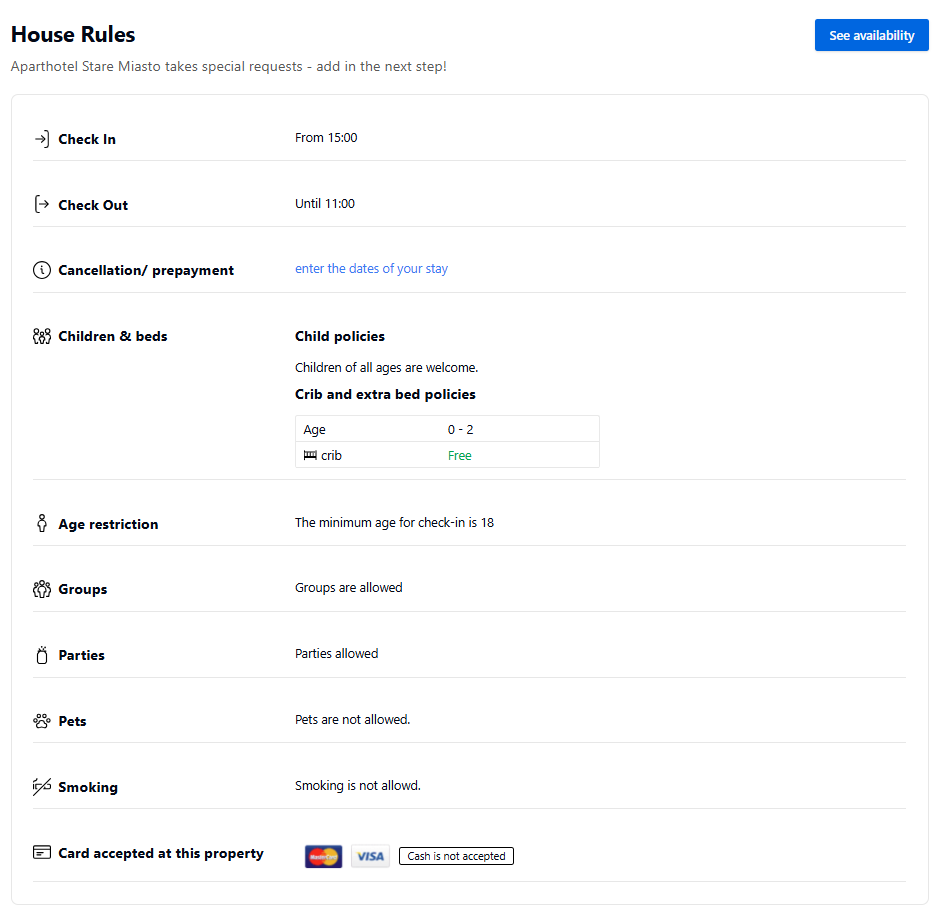 House Rules
See availability
Aparthotel Stare Miasto takes special requests - add in the next step!
Check In
From 15:00
Check Out
Until 11:00
Cancellation/ prepayment
enter the dates of your stay
Children & beds
Child policies
Children of all ages are welcome.
Crib and extra bed policies
Age
0 - 2
crib
Free
Age restriction
The minimum age for check-in is 18
Groups
Groups are allowed
Parties
Parties allowed
Pets
Pets are not allowed.
Smoking
Smoking is not allowd.
Card accepted at this property
MasterCard
VISA
Cash is not accepted